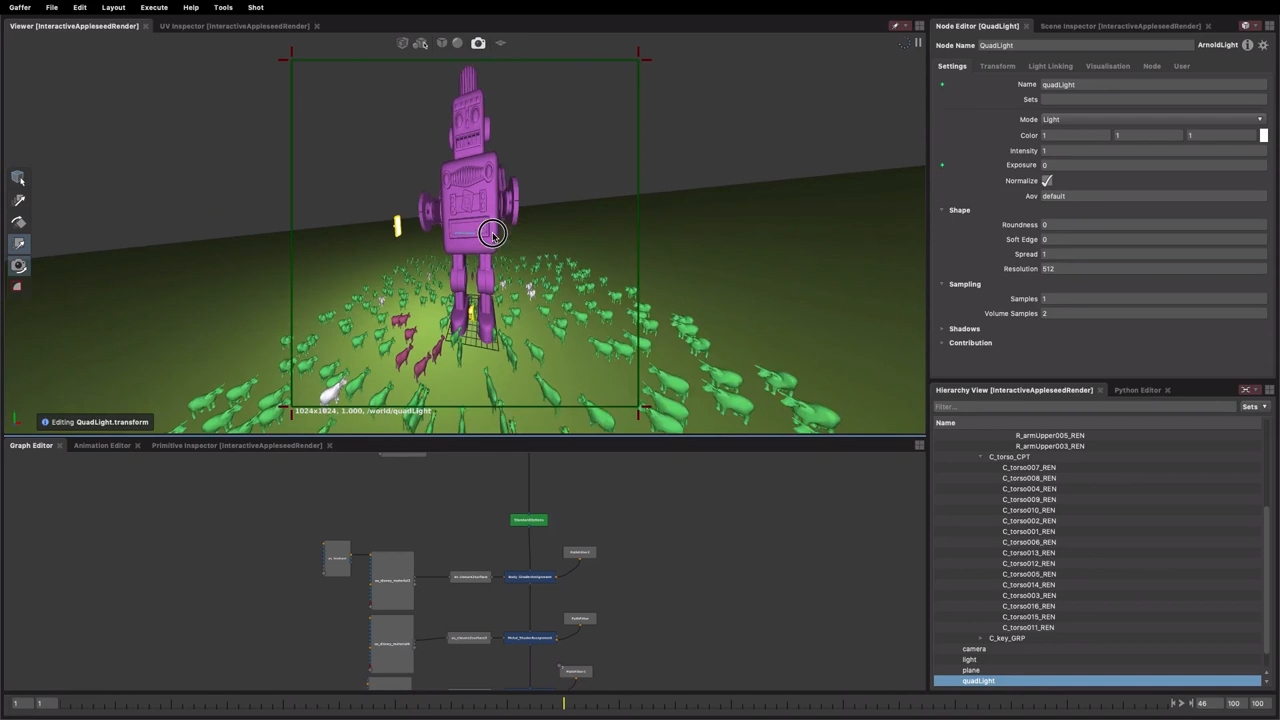 Gaffer File Edit Layout Execute Help Tools Shot
Viewer [InteractiveAppleseedRender]
UV Inspector [InteractiveAppleseedRender]
1024x1024, 1.000, /world/quadLight
Editing QuadLight.transform
Node Editor [QuadLight]
Scene Inspector [InteractiveAppleseedRender]
Node Name QuadLight ArnoldLight
Settings Transform Light Linking Visualisation Node User
Name quadLight
Sets
Mode Light
Color 1 1 1
Intensity 1
Exposure 0
Normalize
Aov default
Shape
Roundness 0
Soft Edge 0
Spread 1
Resolution 512
Sampling
Samples 1
Volume Samples 2
Shadows
Contribution
Graph Editor
Animation Editor
Primitive Inspector [InteractiveAppleseedRender]
Hierarchy View [InteractiveAppleseedRender]
Python Editor
Filter... Sets
Name
R_armUpper005_REN
R_armUpper003_REN
C_torso_CPT
C_torso007_REN
C_torso008_REN
C_torso004_REN
C_torso009_REN
C_torso010_REN
C_torso002_REN
C_torso001_REN
C_torso006_REN
C_torso013_REN
C_torso012_REN
C_torso005_REN
C_torso014_REN
C_torso003_REN
C_torso016_REN
C_torso015_REN
C_torso011_REN
C_key_GRP
camera
light
plane
quadLight
1 1 46 100 100